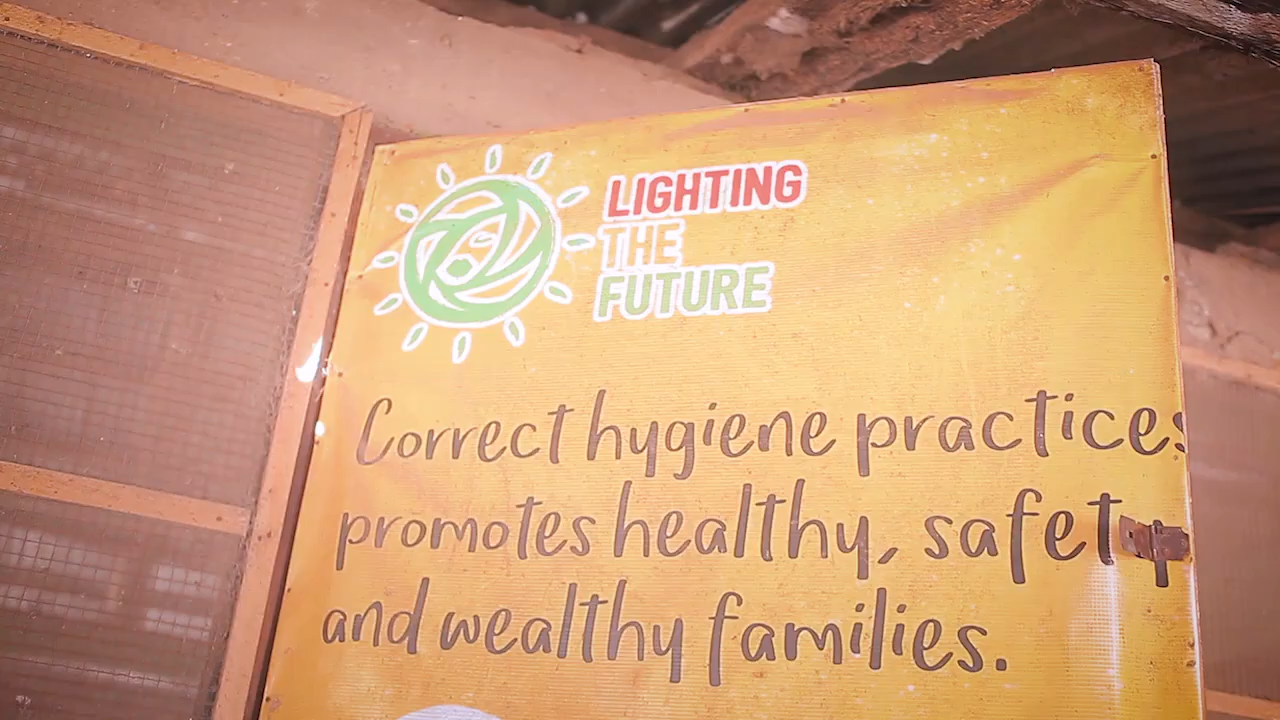 LIGHTING
THE
FUTURE
Correct hygiene practices
promotes healthy, safety
and wealthy families.